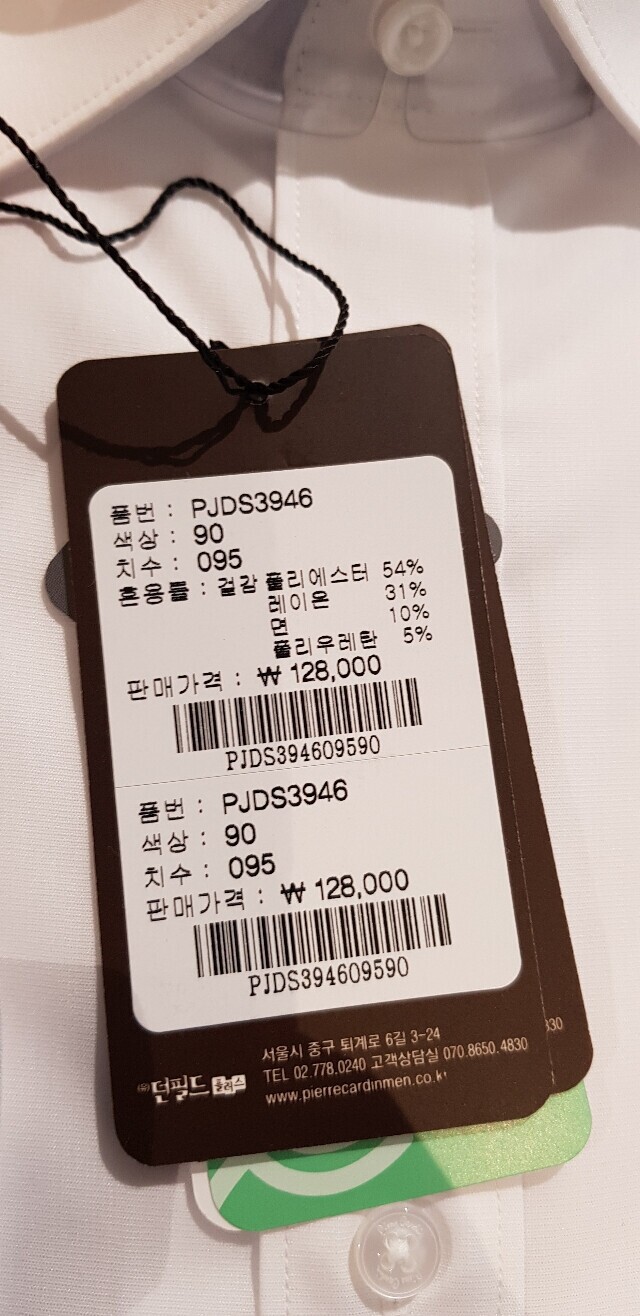 품번 : PJDS3946
색상 : 90
치수 : 095
혼용률 : 겉감 폴리에스터 54%
레이온 31%
면 10%
폴리우레탄 5%
판매가격 : ₩ 128,000
PJDS394609590
품번 : PJDS3946
색상 : 90
치수 : 095
판매가격 : ₩ 128,000
PJDS394609590
서울시 중구 퇴계로 6길 3-24
TEL 02.778.0240 고객상담실 070.8650.4830
㈜던필드 플러스 www.pierrecardinmen.co.k